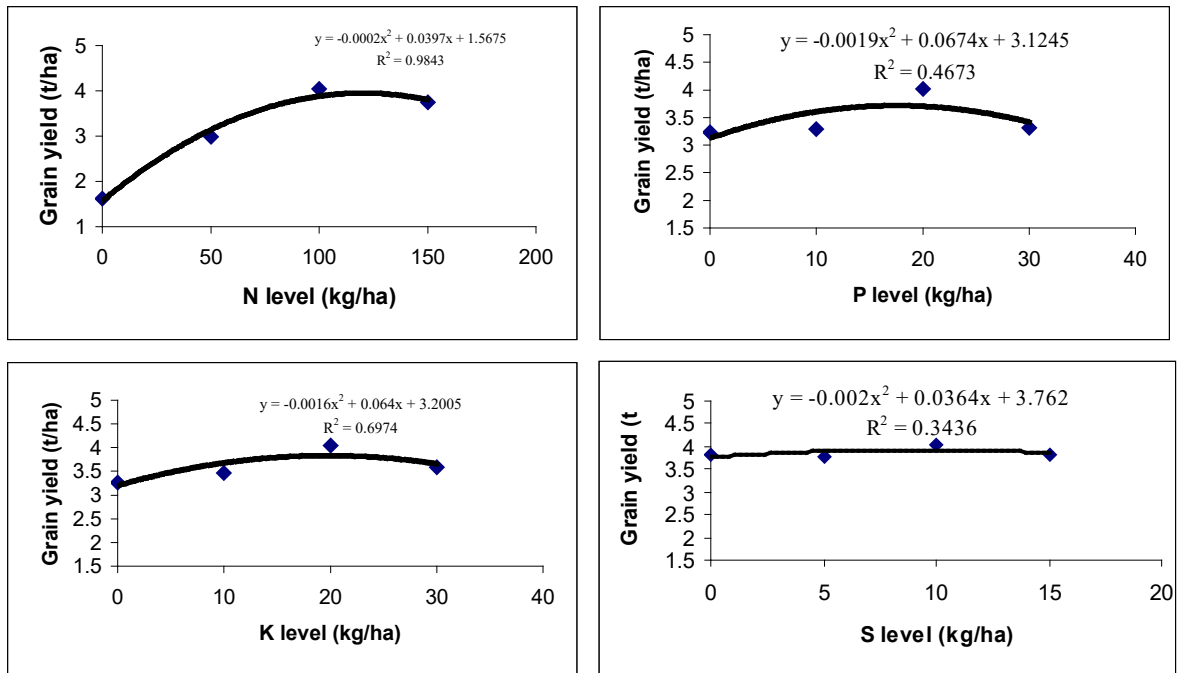 y = -0.0002x² + 0.0397x + 1.5675
R² = 0.9843
Grain yield (t/ha)
5
4
3
2
1
0 50 100 150 200
N level (kg/ha)
y = -0.0019x² + 0.0674x + 3.1245
R² = 0.4673
Grain yield (t/ha)
5
4.5
4
3.5
3
2.5
2
1.5
0 10 20 30 40
P level (kg/ha)
y = -0.0016x² + 0.064x + 3.2005
R² = 0.6974
Grain yield (t/ha)
5
4.5
4
3.5
3
2.5
2
1.5
0 10 20 30 40
K level (kg/ha)
y = -0.002x² + 0.0364x + 3.762
R² = 0.3436
Grain yield (t
5
4.5
4
3.5
3
2.5
2
1.5
0 5 10 15 20
S level (kg/ha)